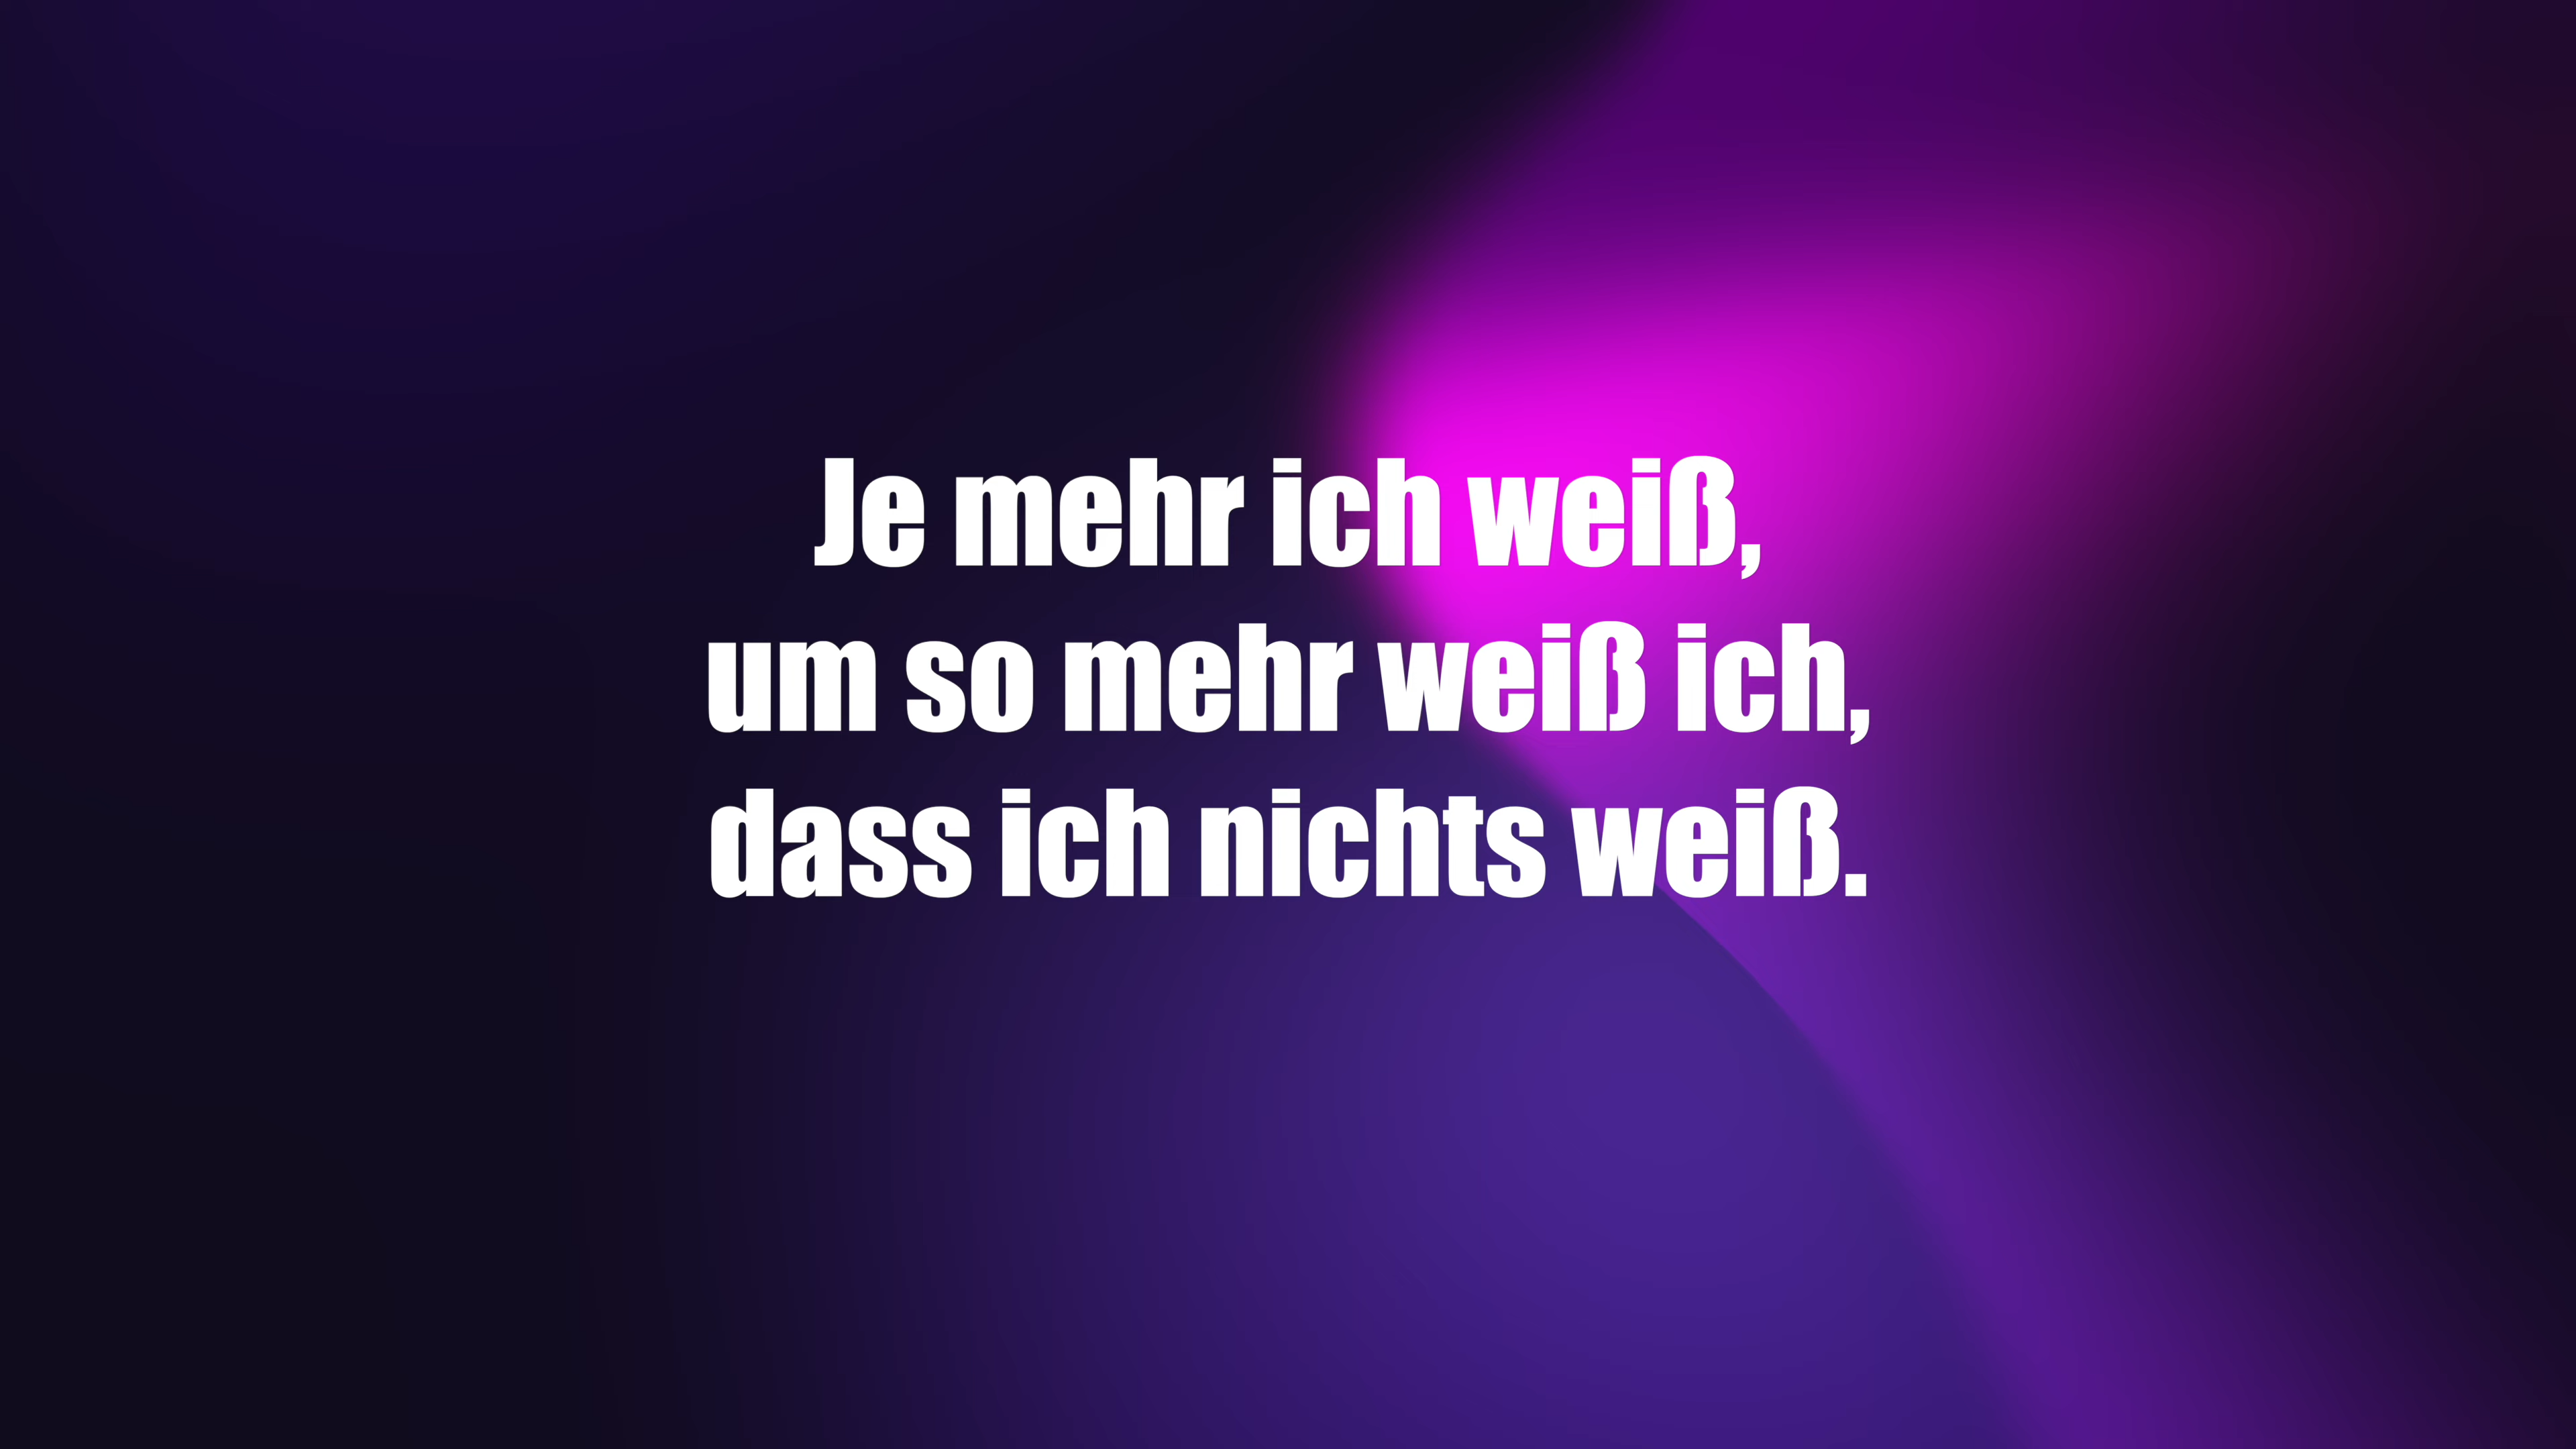 Je mehr ich weiß,
um so mehr weiß ich,
dass ich nichts weiß.